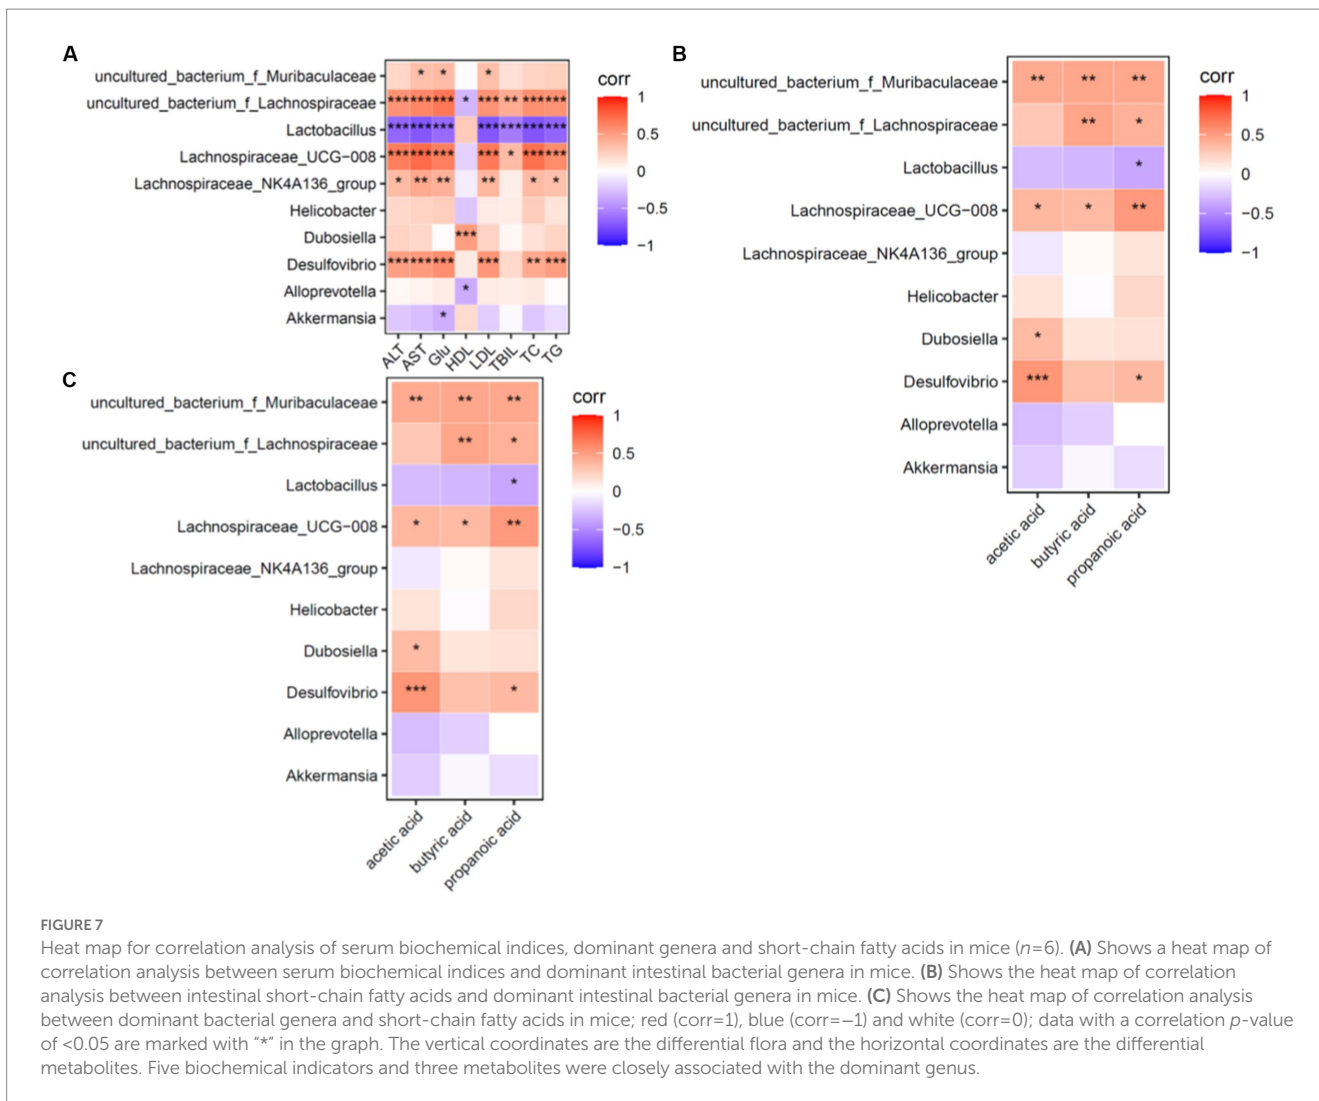 A
uncultured_bacterium_f_Muribaculaceae * * *
uncultured_bacterium_f_Lachnospiraceae *** *** *** * *** ** *** ***
Lactobacillus *** *** *** *** *** *** ***
Lachnospiraceae_UCG−008 *** *** *** *** * *** ***
Lachnospiraceae_NK4A136_group * ** ** ** * *
Helicobacter
Dubosiella ***
Desulfovibrio *** *** *** *** ** ***
Alloprevotella *
Akkermansia *
ALT AST Glu HDL LDL TBIL TC TG
corr
1
0.5
0
−0.5
−1
B
uncultured_bacterium_f_Muribaculaceae ** ** **
uncultured_bacterium_f_Lachnospiraceae ** *
Lactobacillus *
Lachnospiraceae_UCG−008 * * **
Lachnospiraceae_NK4A136_group
Helicobacter
Dubosiella *
Desulfovibrio *** *
Alloprevotella
Akkermansia
acetic acid butyric acid propanoic acid
corr
1
0.5
0
−0.5
−1
C
uncultured_bacterium_f_Muribaculaceae ** ** **
uncultured_bacterium_f_Lachnospiraceae ** *
Lactobacillus *
Lachnospiraceae_UCG−008 * * **
Lachnospiraceae_NK4A136_group
Helicobacter
Dubosiella *
Desulfovibrio *** *
Alloprevotella
Akkermansia
acetic acid butyric acid propanoic acid
corr
1
0.5
0
−0.5
−1
FIGURE 7
Heat map for correlation analysis of serum biochemical indices, dominant genera and short-chain fatty acids in mice (n=6). (A) Shows a heat map of
correlation analysis between serum biochemical indices and dominant intestinal bacterial genera in mice. (B) Shows the heat map of correlation
analysis between intestinal short-chain fatty acids and dominant intestinal bacterial genera in mice. (C) Shows the heat map of correlation analysis
between dominant bacterial genera and short-chain fatty acids in mice; red (corr=1), blue (corr=−1) and white (corr=0); data with a correlation p-value
of <0.05 are marked with "*" in the graph. The vertical coordinates are the differential flora and the horizontal coordinates are the differential
metabolites. Five biochemical indicators and three metabolites were closely associated with the dominant genus.